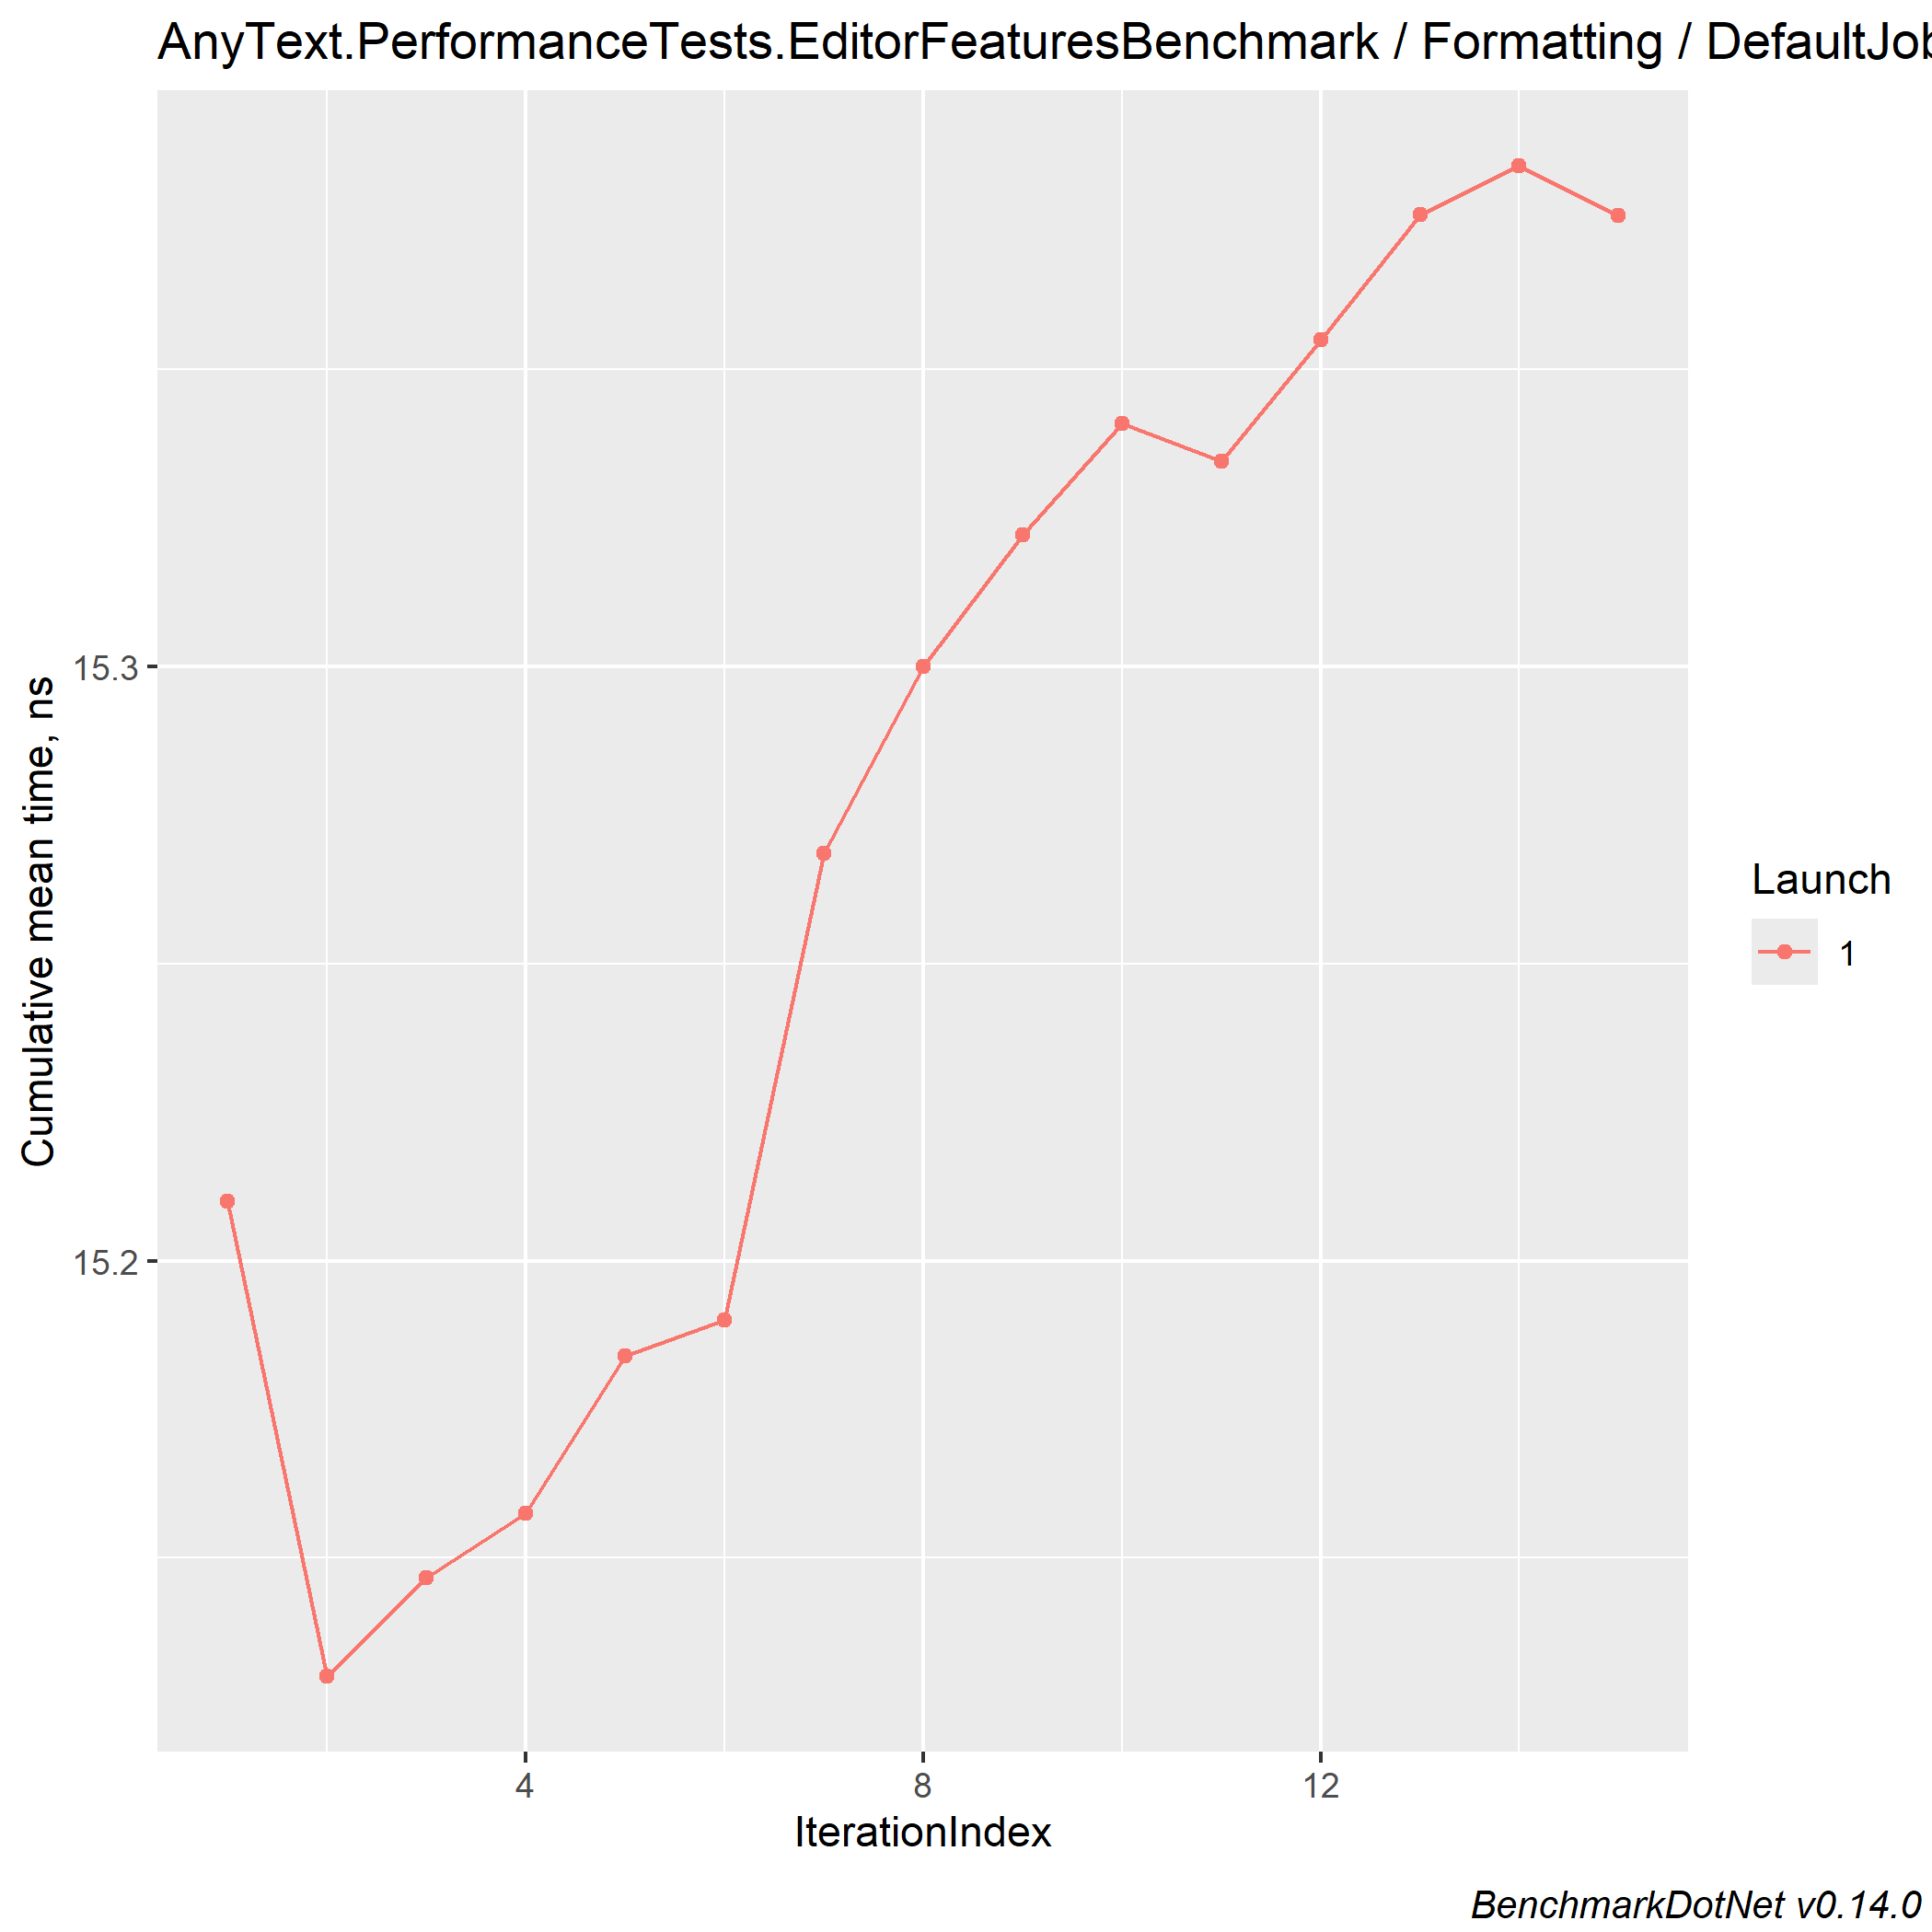 AnyText.PerformanceTests.EditorFeaturesBenchmark / Formatting / DefaultJob
Cumulative mean time, ns
15.3
15.2
4 8 12
IterationIndex
Launch
1
BenchmarkDotNet v0.14.0